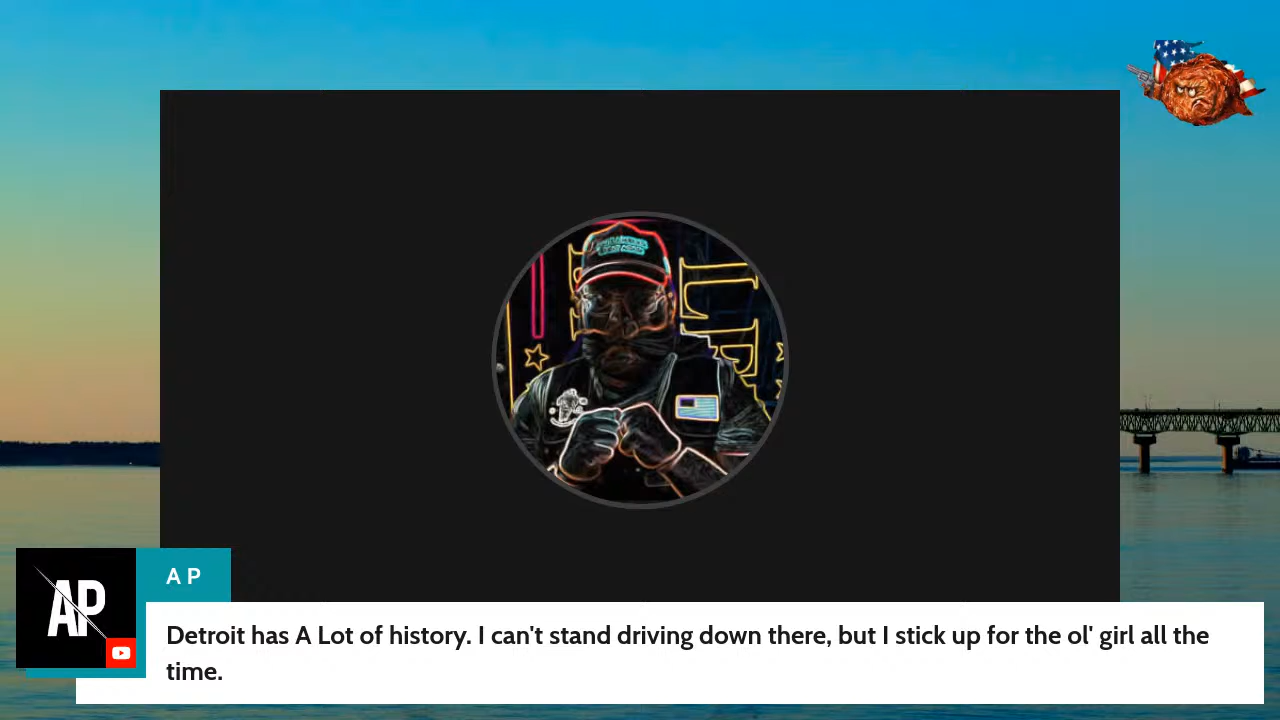 AP
A P
Detroit has A Lot of history. I can't stand driving down there, but I stick up for the ol' girl all the
time.